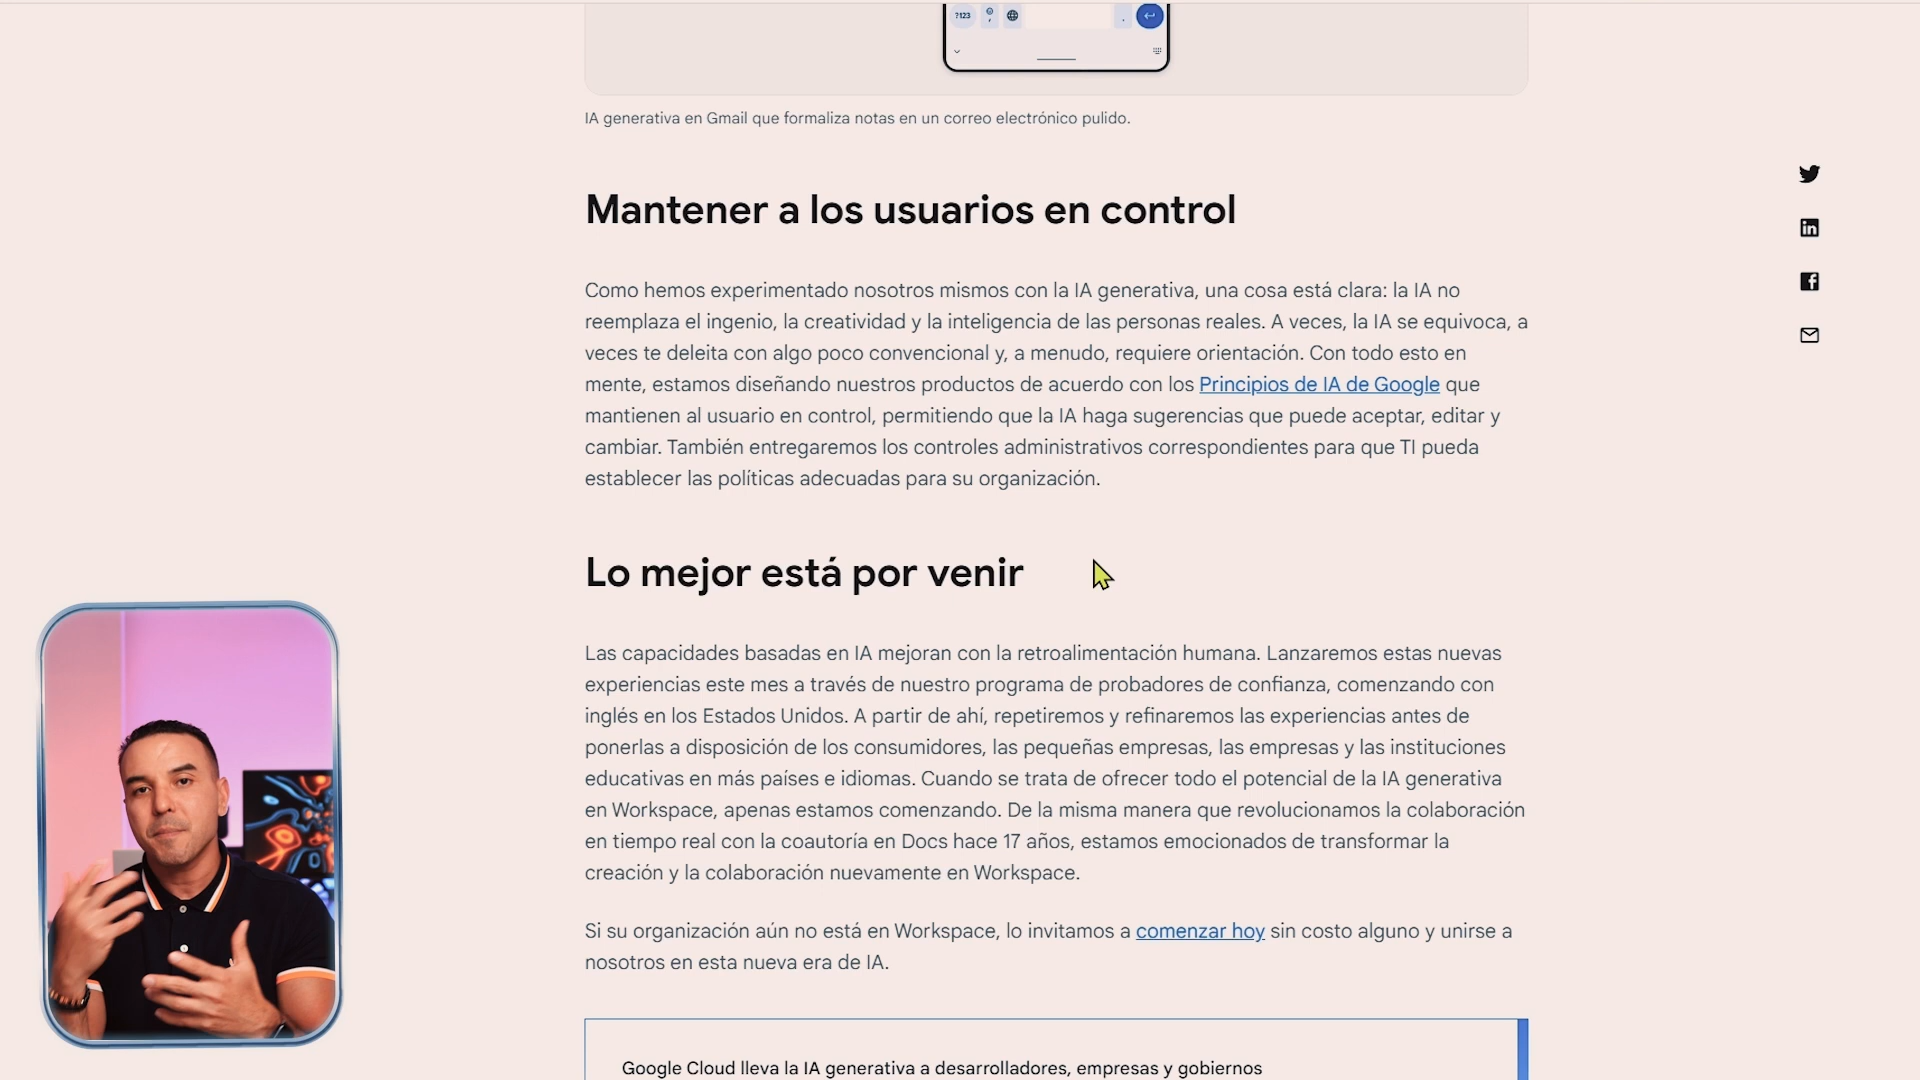 ?123
IA generativa en Gmail que formaliza notas en un correo electrónico pulido.
Mantener a los usuarios en control
Como hemos experimentado nosotros mismos con la IA generativa, una cosa está clara: la IA no
reemplaza el ingenio, la creatividad y la inteligencia de las personas reales. A veces, la IA se equivoca, a
veces te deleita con algo poco convencional y, a menudo, requiere orientación. Con todo esto en
mente, estamos diseñando nuestros productos de acuerdo con los Principios de IA de Google que
mantienen al usuario en control, permitiendo que la IA haga sugerencias que puede aceptar, editar y
cambiar. También entregaremos los controles administrativos correspondientes para que TI pueda
establecer las políticas adecuadas para su organización.
Lo mejor está por venir
Las capacidades basadas en IA mejoran con la retroalimentación humana. Lanzaremos estas nuevas
experiencias este mes a través de nuestro programa de probadores de confianza, comenzando con
inglés en los Estados Unidos. A partir de ahí, repetiremos y refinaremos las experiencias antes de
ponerlas a disposición de los consumidores, las pequeñas empresas, las empresas y las instituciones
educativas en más países e idiomas. Cuando se trata de ofrecer todo el potencial de la IA generativa
en Workspace, apenas estamos comenzando. De la misma manera que revolucionamos la colaboración
en tiempo real con la coautoría en Docs hace 17 años, estamos emocionados de transformar la
creación y la colaboración nuevamente en Workspace.
Si su organización aún no está en Workspace, lo invitamos a comenzar hoy sin costo alguno y unirse a
nosotros en esta nueva era de IA.
Google Cloud lleva la IA generativa a desarrolladores, empresas y gobiernos